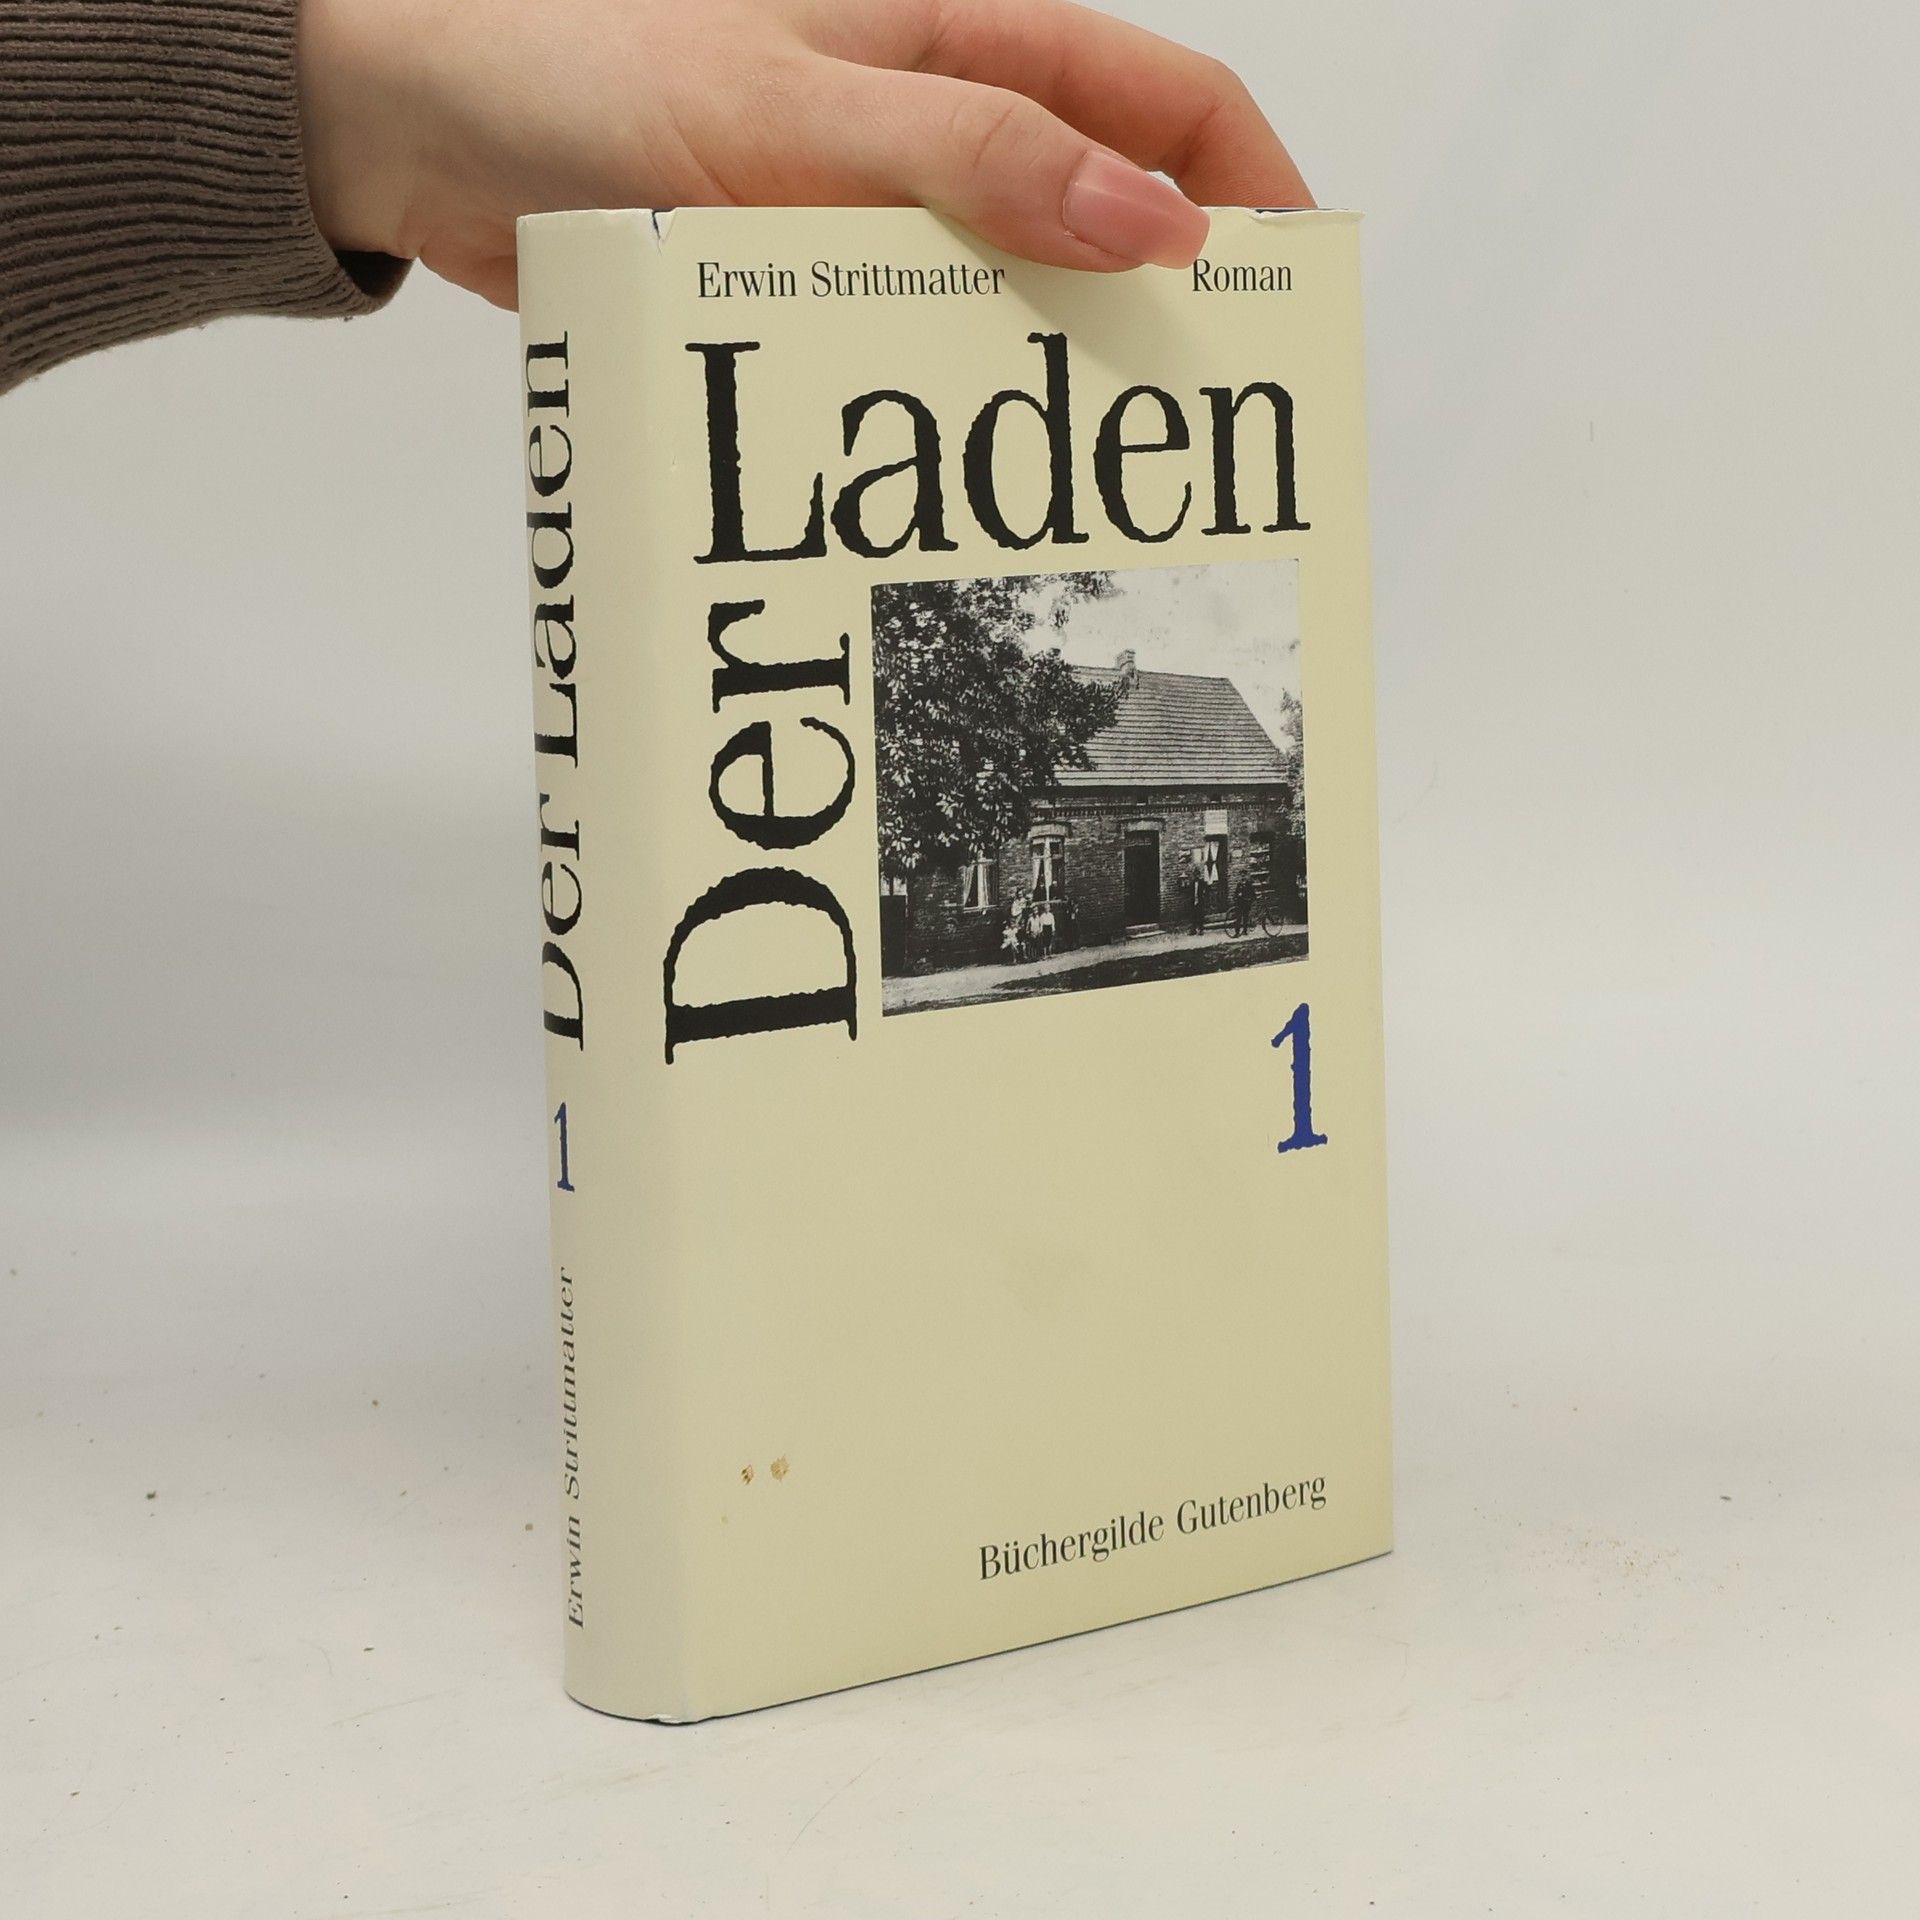 Erwin Strittmatter Roman
Der Laden
1
Büchergilde Gutenberg
Erwin Strittmatter 1 Der Laden